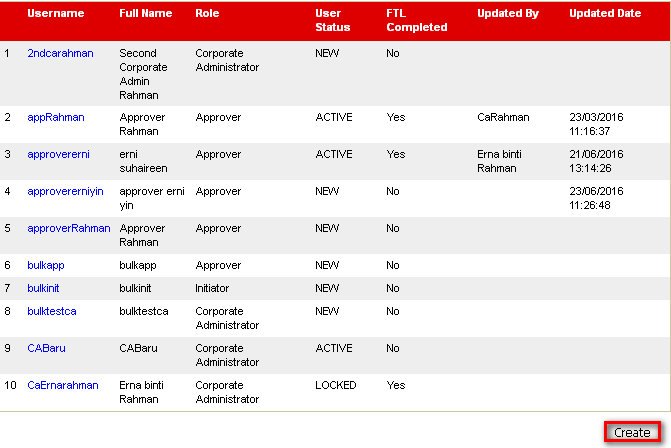 Username Full Name Role User Status FTL Completed Updated By Updated Date
1 2ndcarahman Second Corporate Admin Rahman Corporate Administrator NEW No
2 appRahman Approver Rahman Approver ACTIVE Yes CaRahman 23/03/2016 11:16:37
3 approvererni erni suhaireen Approver ACTIVE Yes Erna binti Rahman 21/06/2016 13:14:26
4 approvererniyin approver erni yin Approver NEW No 23/06/2016 11:26:48
5 approverRahman Approver Rahman Approver NEW No
6 bulkapp bulkapp Approver NEW No
7 bulkinit bulkinit Initiator NEW No
8 bulktestca bulktestca Corporate Administrator NEW No
9 CABaru CABaru Corporate Administrator ACTIVE No
10 CaErnarahman Erna binti Rahman Corporate Administrator LOCKED Yes
Create